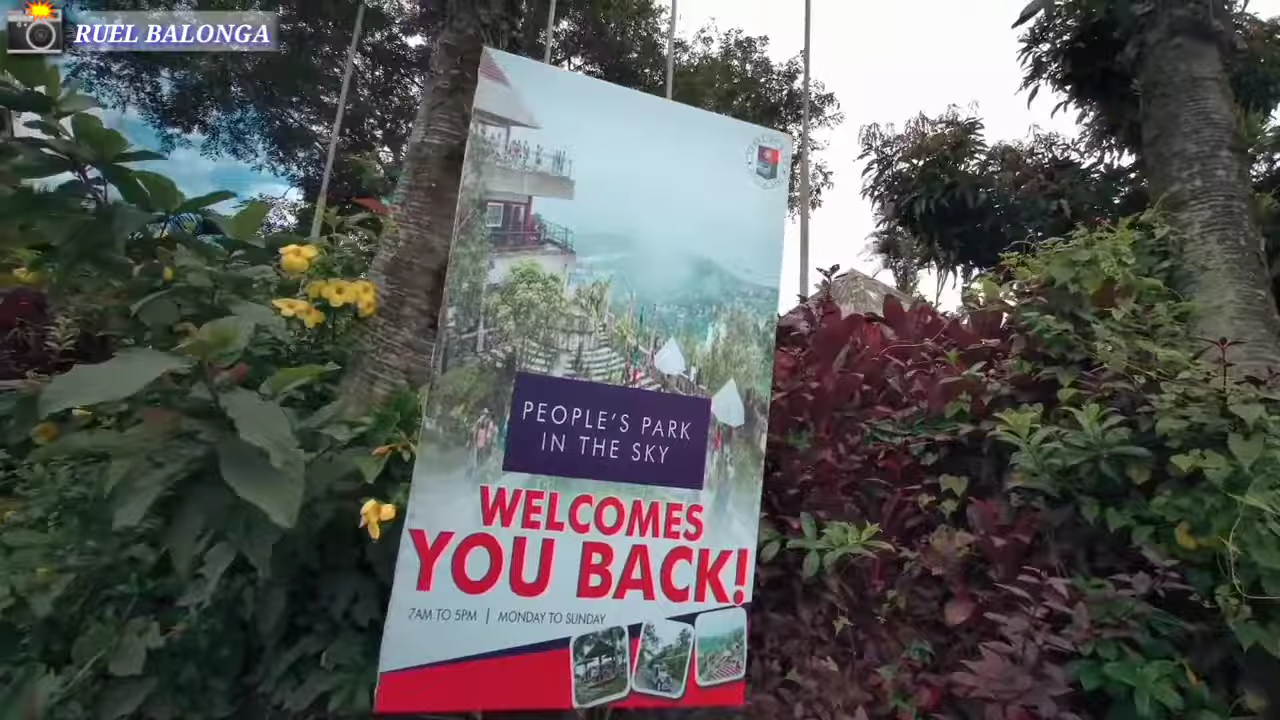 RUEL BALONGA
PEOPLE'S PARK
IN THE SKY
WELCOMES
YOU BACK!
7AM TO 5PM | MONDAY TO SUNDAY